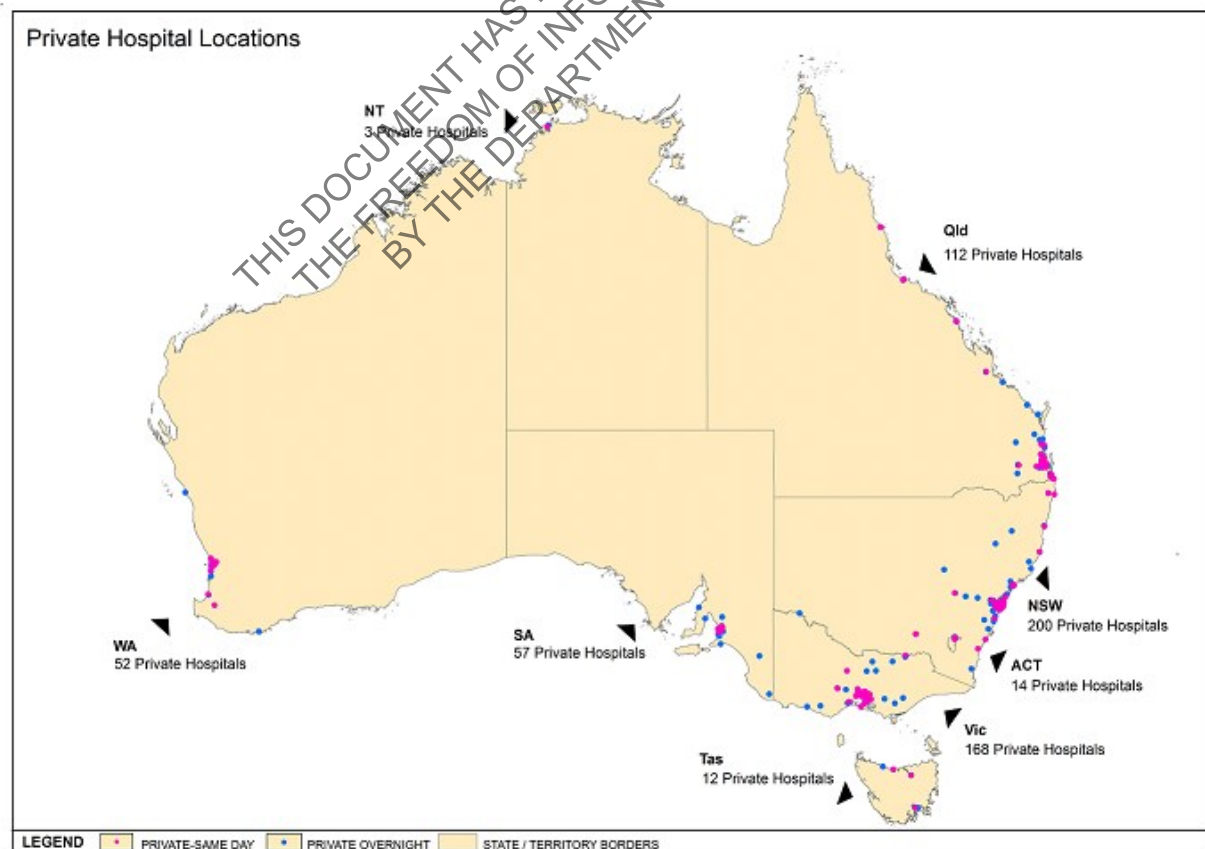 Private Hospital Locations
THIS DOCUMENT HAS
THE FREEDOM OF INFO
BY THE DEPARTMEN
NT
3 Private Hospitals
Qld
112 Private Hospitals
NSW
200 Private Hospitals
WA
52 Private Hospitals
SA
57 Private Hospitals
ACT
14 Private Hospitals
Vic
168 Private Hospitals
Tas
12 Private Hospitals
LEGEND PRIVATE-SAME DAY PRIVATE OVERNIGHT STATE / TERRITORY BORDERS